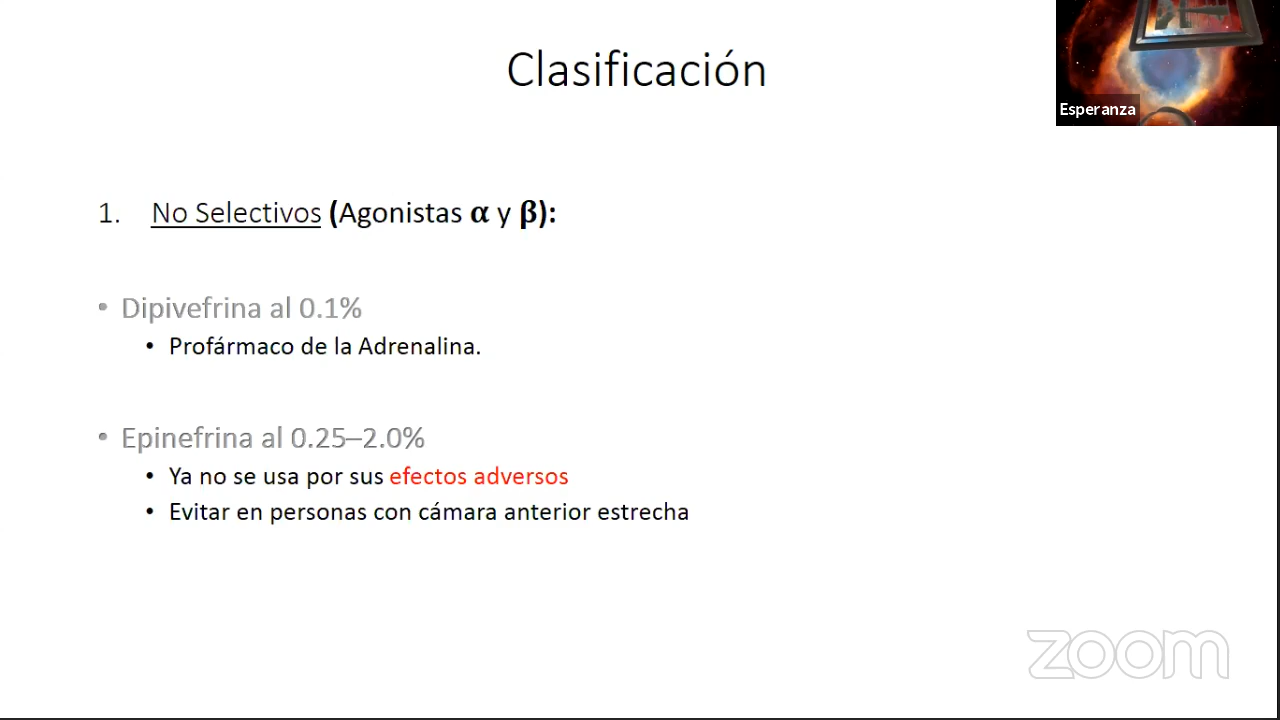 Clasificación
Esperanza
1. No Selectivos (Agonistas α y β):
• Dipivefrina al 0.1%
• Profármaco de la Adrenalina.
• Epinefrina al 0.25–2.0%
• Ya no se usa por sus efectos adversos
• Evitar en personas con cámara anterior estrecha
zoom